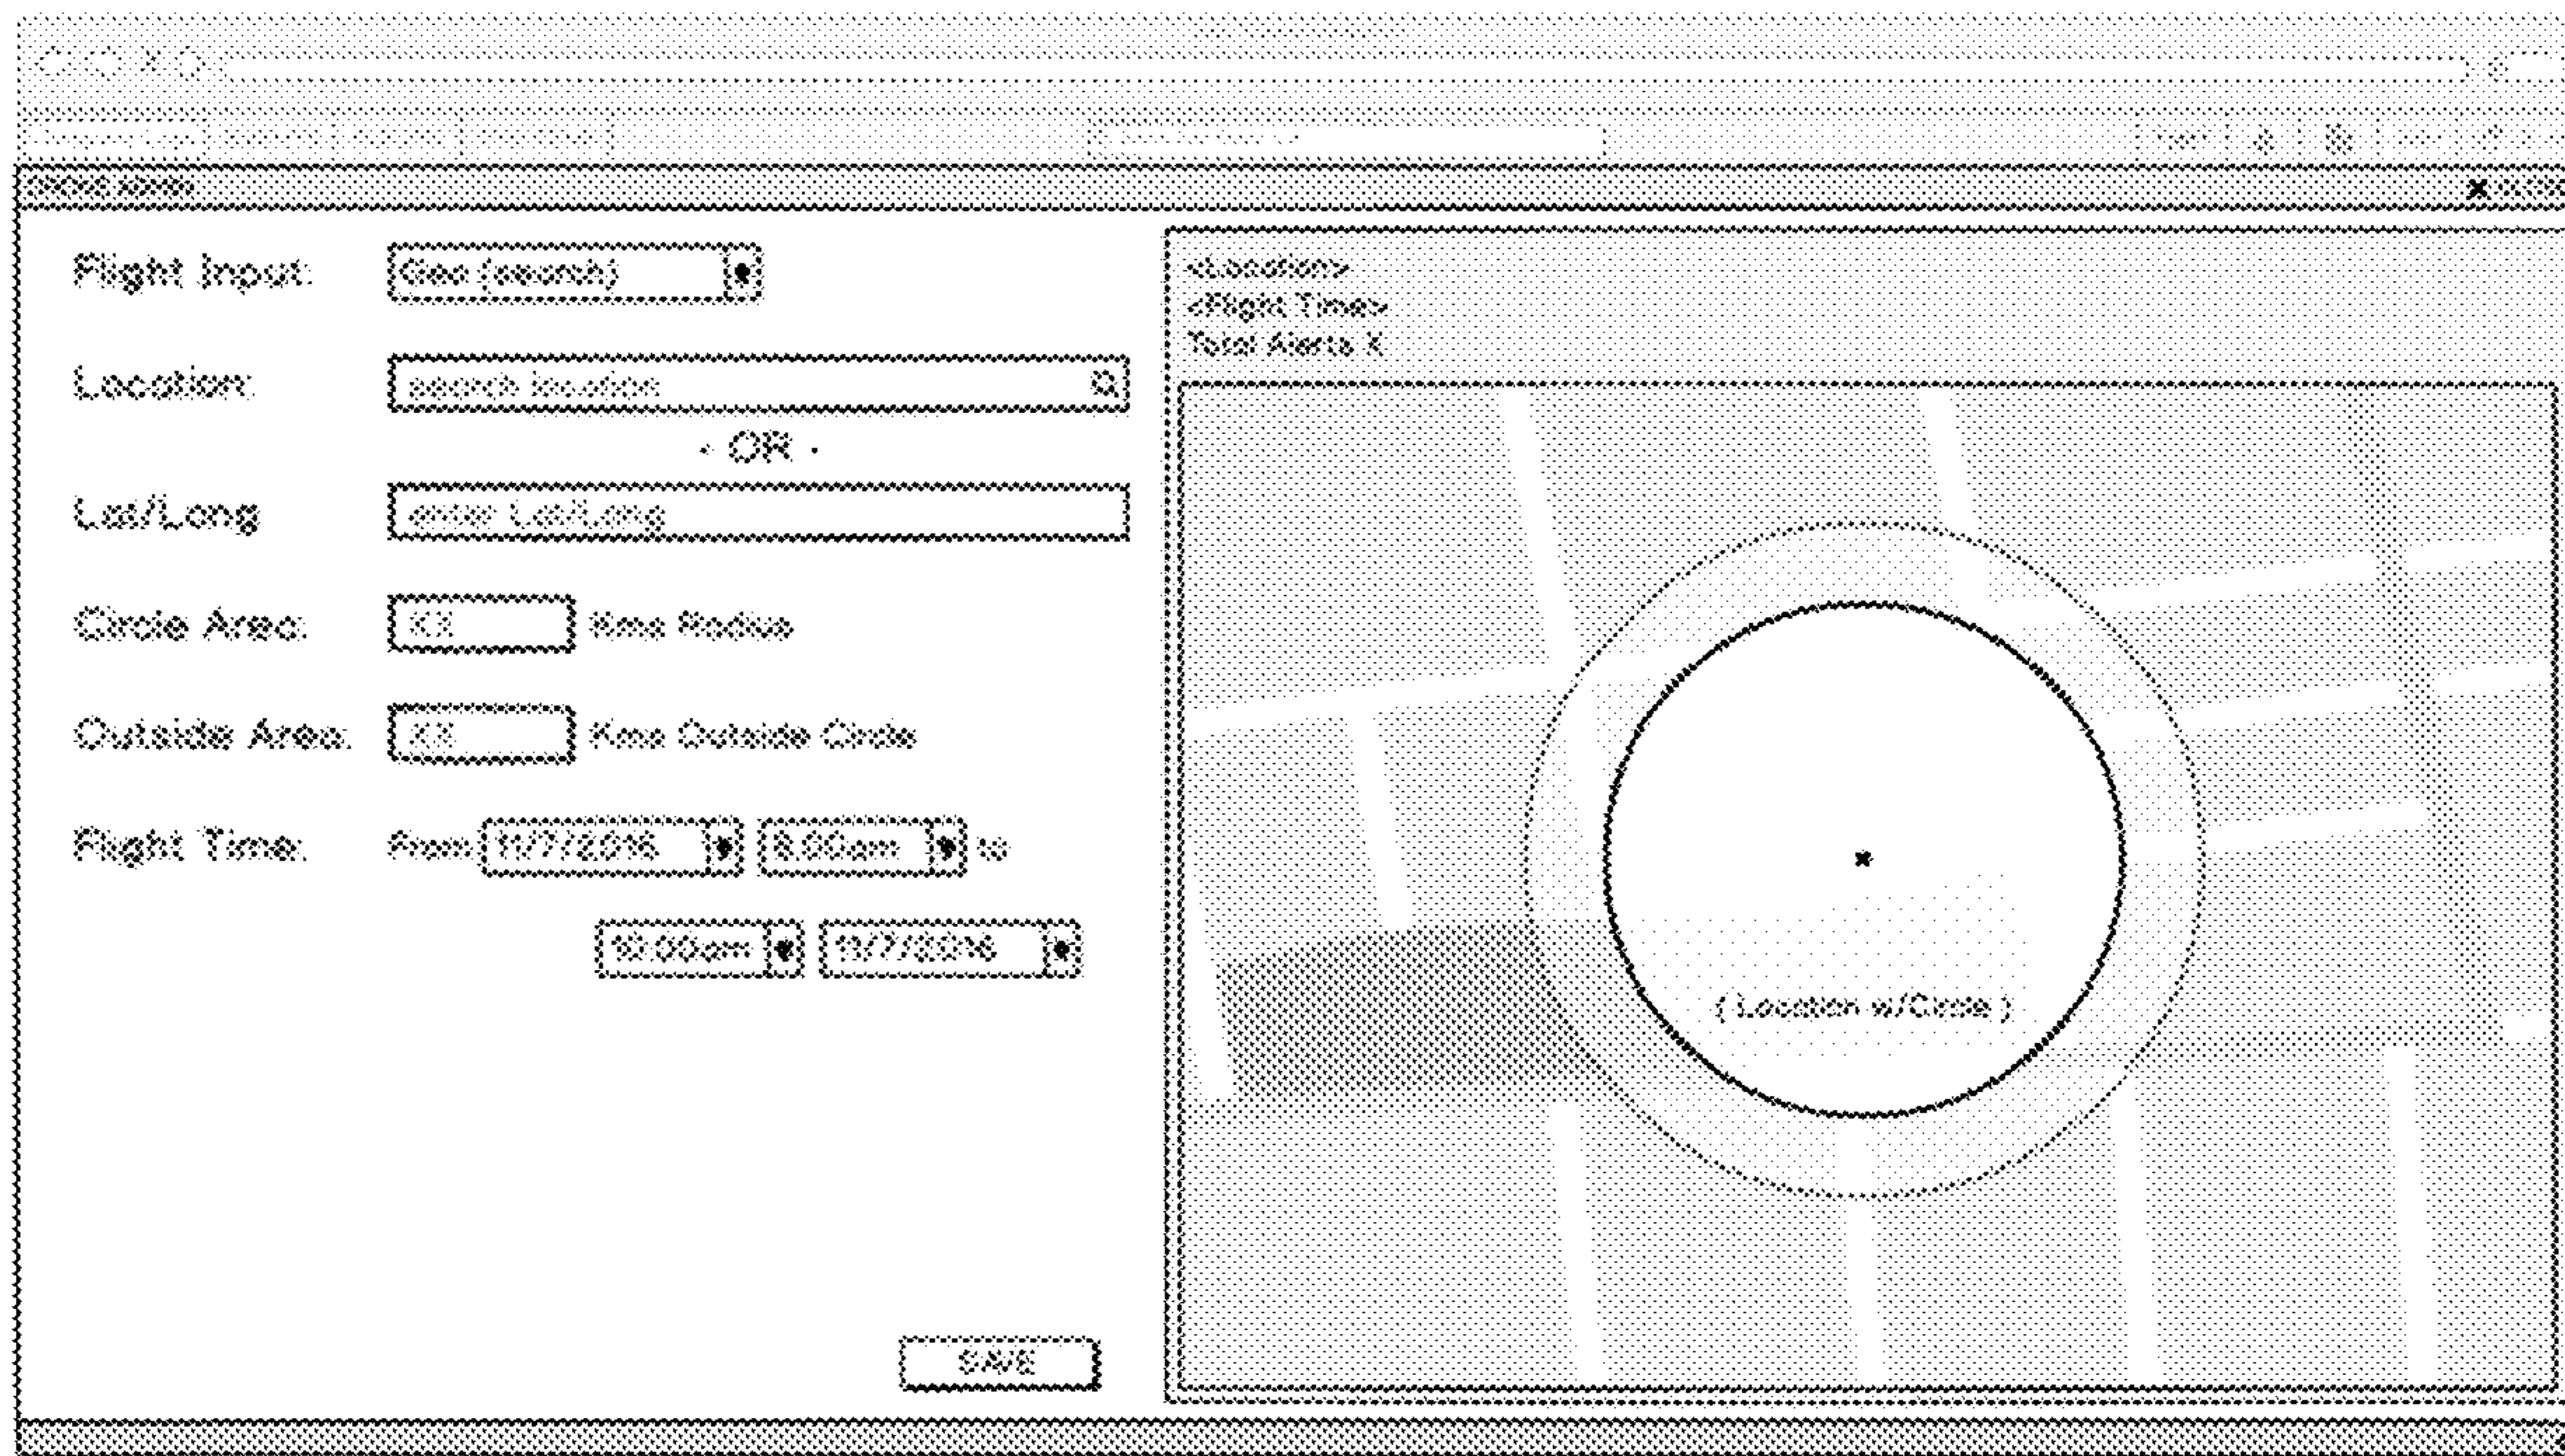 DRONE ADMIN
Flight Input: Geo (search)
Location: search location
- OR -
Lat/Long enter Lat/Long
Circle Area: XX Kms Radius
Outside Area: XX Kms Outside Circle
Flight Time: From 11/7/2016 8:00am to
10:00am 11/7/2016
SAVE
<Location>
<Flight Time>
Total Alerts X
( Location w/Circle )